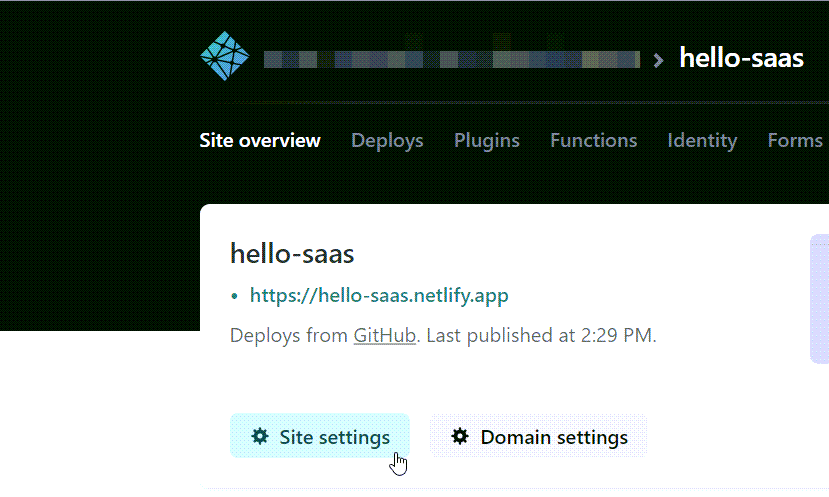 hello-saas
Site overview Deploys Plugins Functions Identity Forms
hello-saas
• https://hello-saas.netlify.app
Deploys from GitHub. Last published at 2:29 PM.
Site settings Domain settings